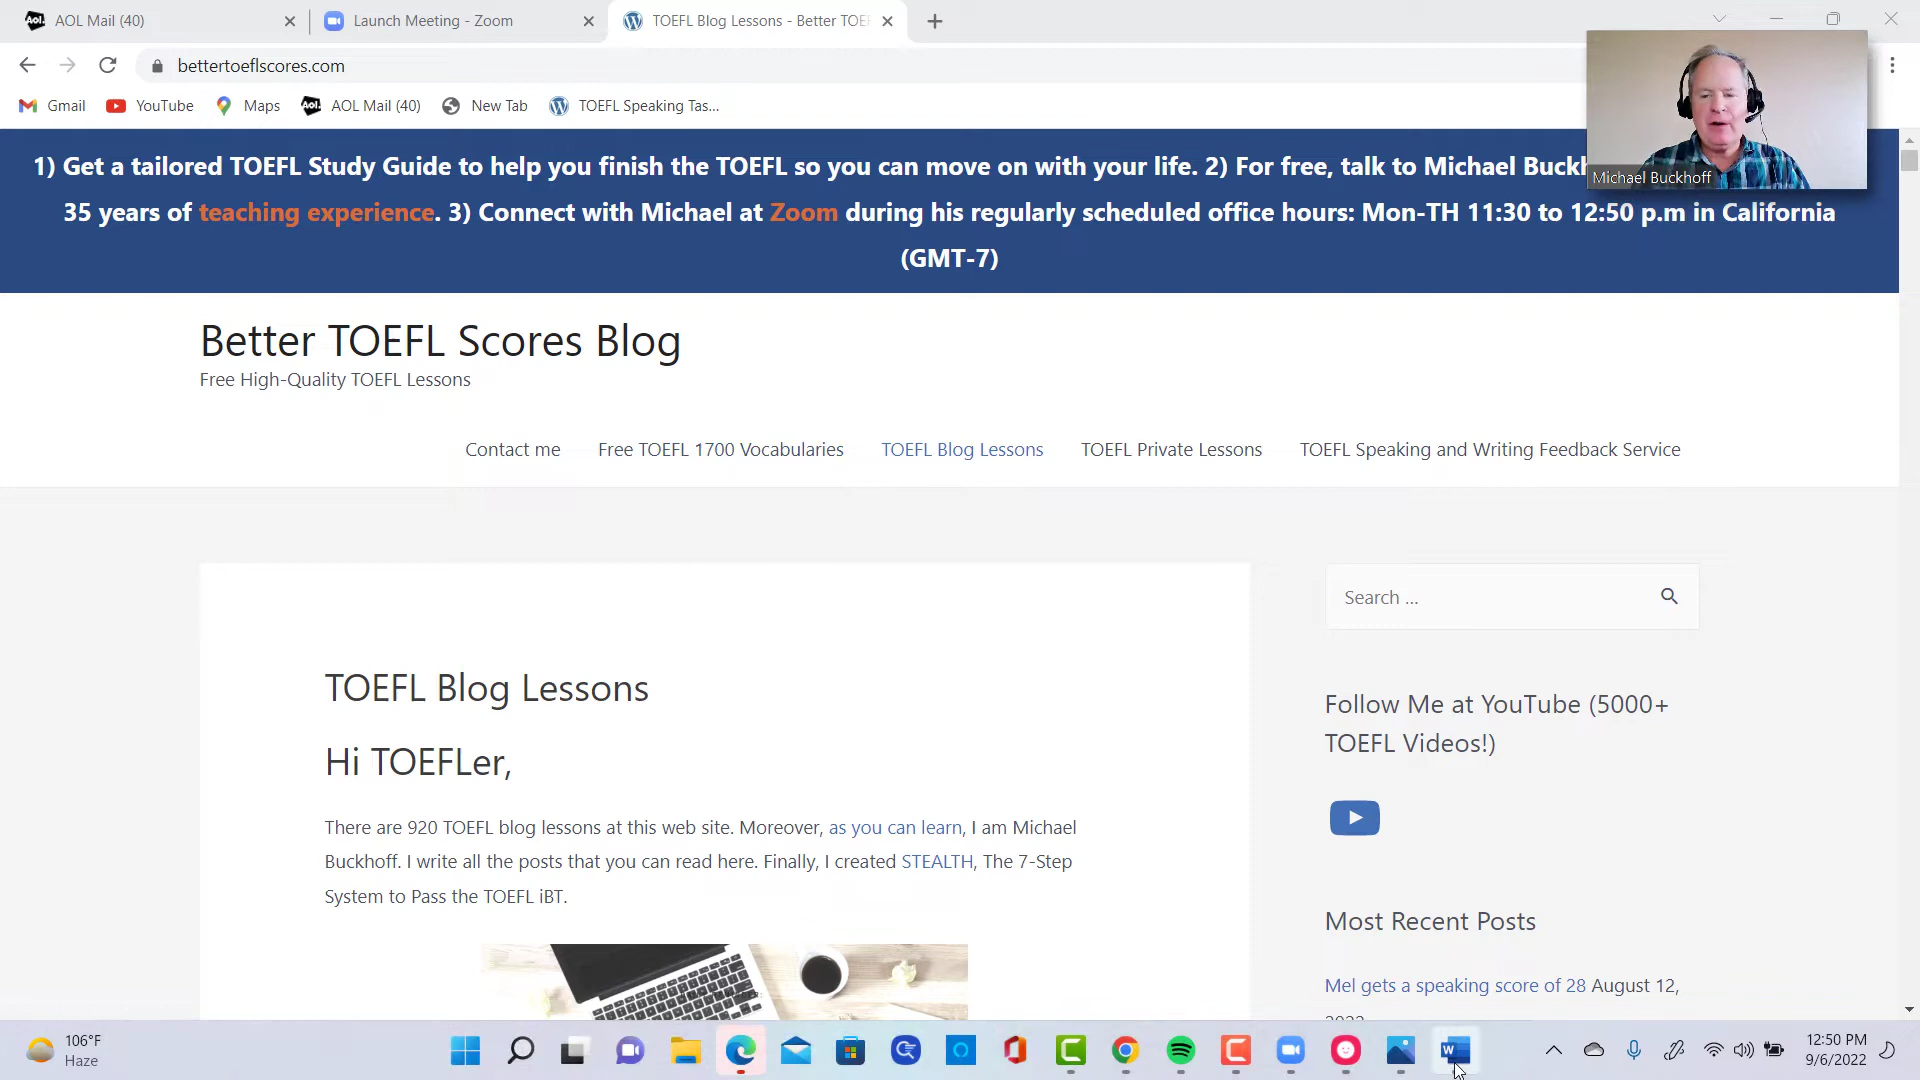 AOL Mail (40)
Launch Meeting - Zoom
TOEFL Blog Lessons - Better TOEF
bettertoeflscores.com
Gmail
YouTube
Maps
AOL Mail (40)
New Tab
TOEFL Speaking Tas...
1) Get a tailored TOEFL Study Guide to help you finish the TOEFL so you can move on with your life. 2) For free, talk to Michael
35 years of teaching experience. 3) Connect with Michael at Zoom during his regularly scheduled office hours: Mon-TH 11:30 to 12:50 p.m in California
(GMT-7)
Michael Buckhoff
Better TOEFL Scores Blog
Free High-Quality TOEFL Lessons
Contact me
Free TOEFL 1700 Vocabularies
TOEFL Blog Lessons
TOEFL Private Lessons
TOEFL Speaking and Writing Feedback Service
Search ...
TOEFL Blog Lessons
Hi TOEFLer,
There are 920 TOEFL blog lessons at this web site. Moreover, as you can learn, I am Michael
Buckhoff. I write all the posts that you can read here. Finally, I created STEALTH, The 7-Step
System to Pass the TOEFL iBT.
Follow Me at YouTube (5000+
TOEFL Videos!)
Most Recent Posts
Mel gets a speaking score of 28 August 12,
106°F
Haze
12:50 PM
9/6/2022